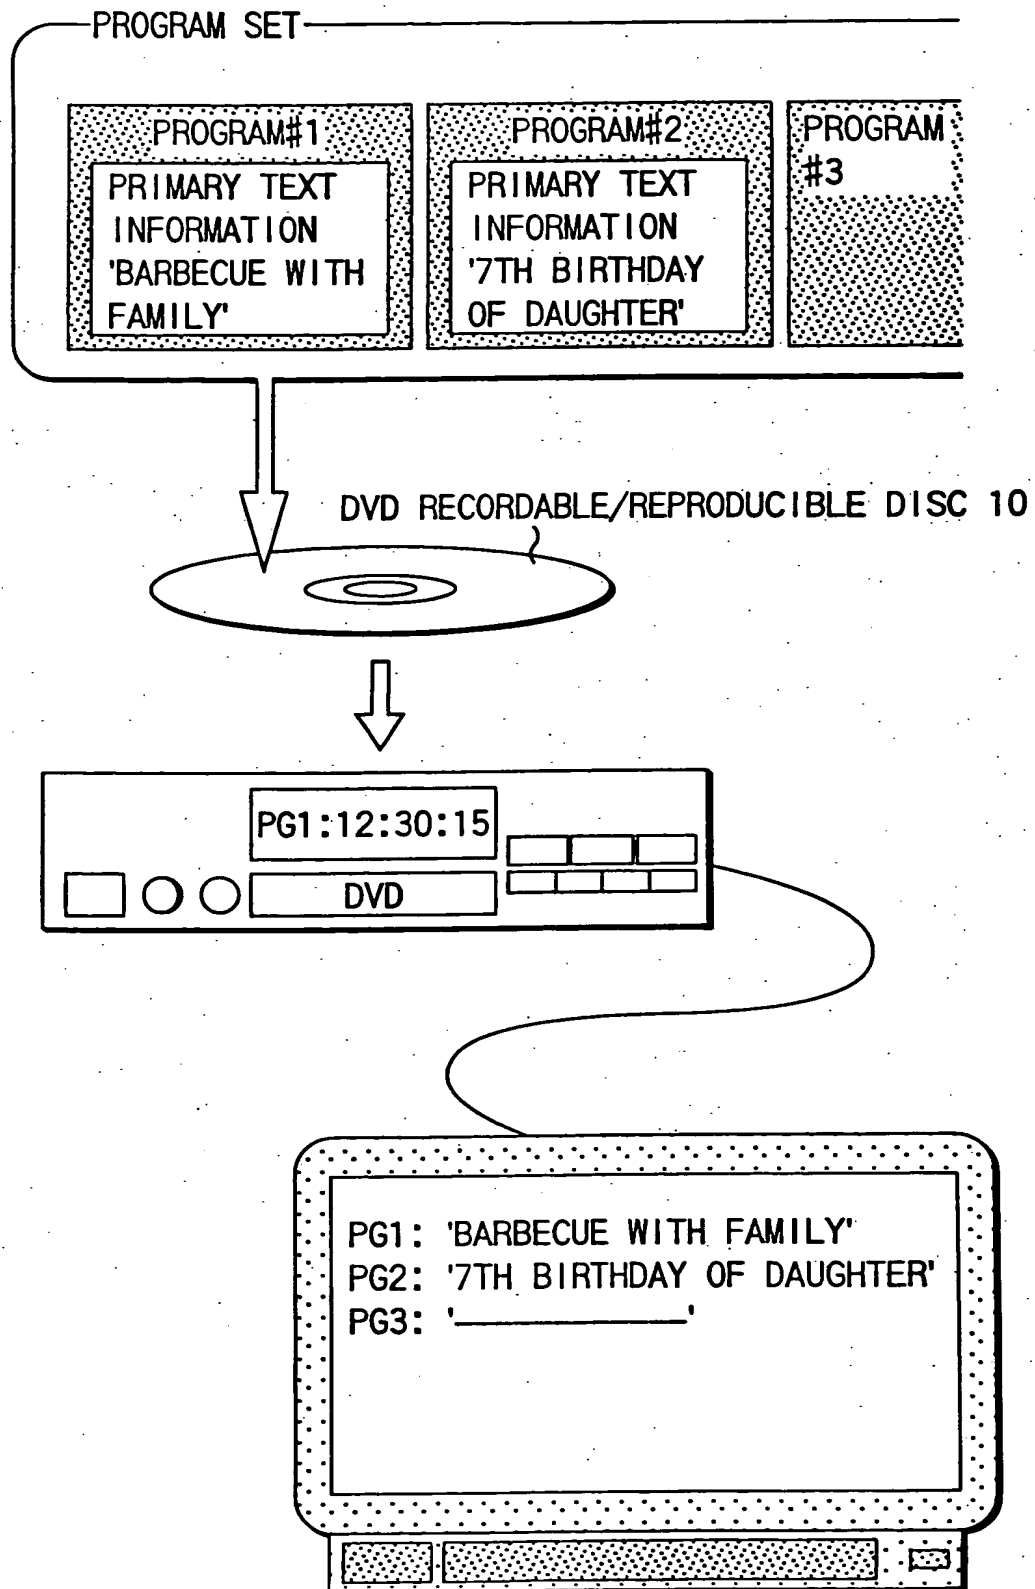 PROGRAM SET
PROGRAM#1
PRIMARY TEXT
INFORMATION
'BARBECUE WITH
FAMILY'
PROGRAM#2
PRIMARY TEXT
INFORMATION
'7TH BIRTHDAY
OF DAUGHTER'
PROGRAM
#3
DVD RECORDABLE/REPRODUCIBLE DISC 10
PG1:12:30:15
DVD
PG1: 'BARBECUE WITH FAMILY'
PG2: '7TH BIRTHDAY OF DAUGHTER'
PG3: '                    '